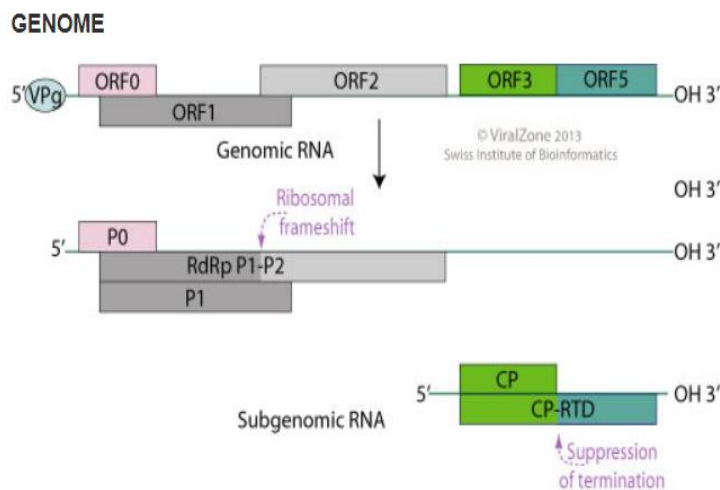 GENOME
ORF0 ORF2 ORF3 ORF5
5' VPg OH 3'
ORF1
Genomic RNA
© ViralZone 2013
Swiss Institute of Bioinformatics
OH 3'
Ribosomal
frameshift
P0
5' OH 3'
RdRp P1-P2
P1
CP
5' OH 3'
CP-RTD
Subgenomic RNA
Suppression
of termination